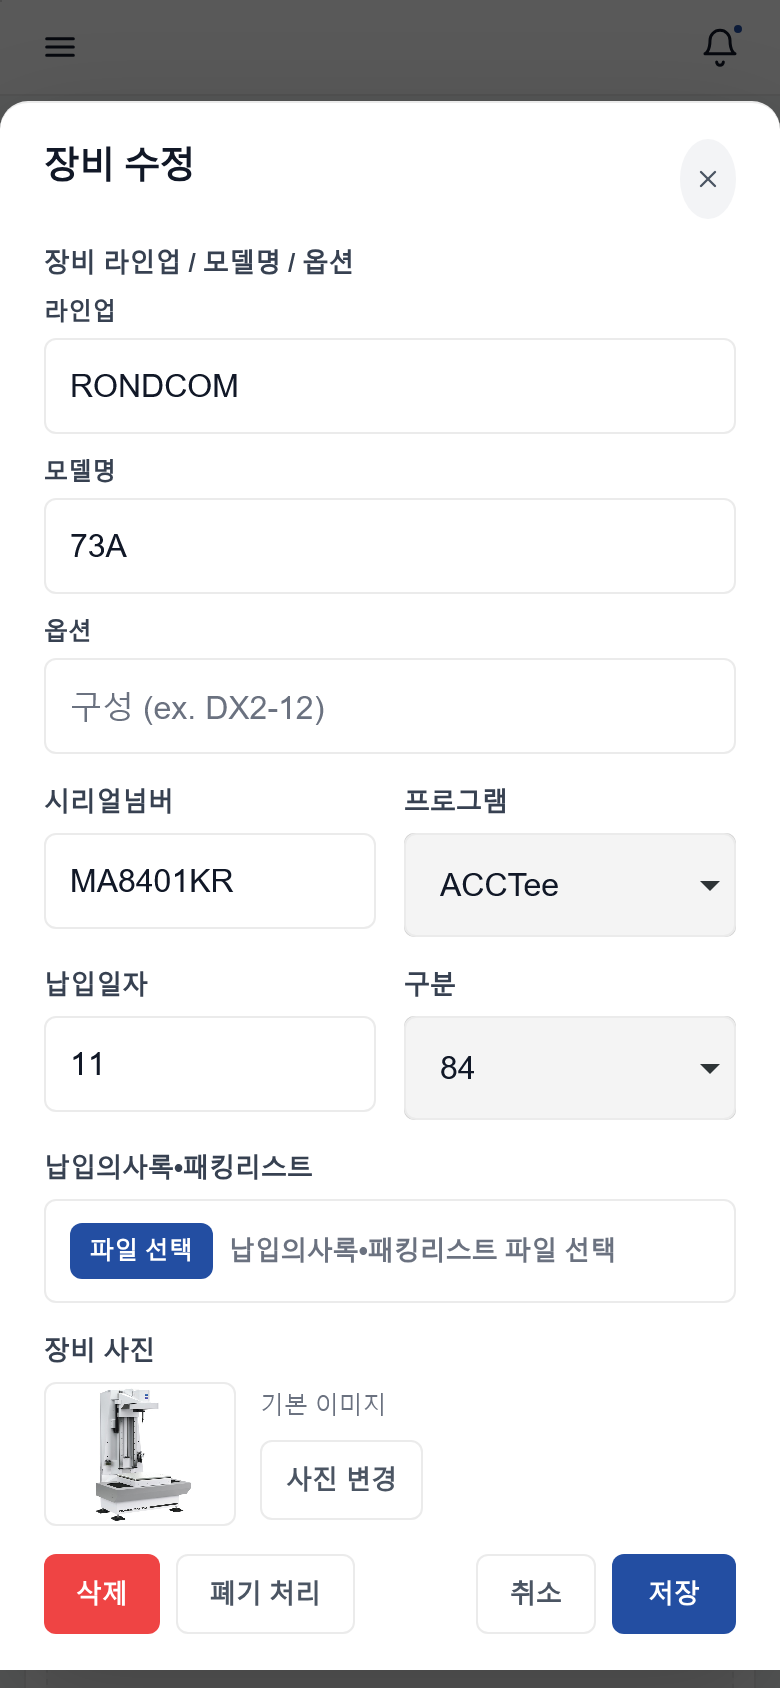 장비 수정
장비 라인업 / 모델명 / 옵션
라인업
RONDCOM
모델명
73A
옵션
구성 (ex. DX2-12)
시리얼넘버 프로그램
MA8401KR ACCTee
납입일자 구분
11 84
납입의사록•패킹리스트
파일 선택 납입의사록•패킹리스트 파일 선택
장비 사진
기본 이미지
사진 변경
삭제 폐기 처리 취소 저장